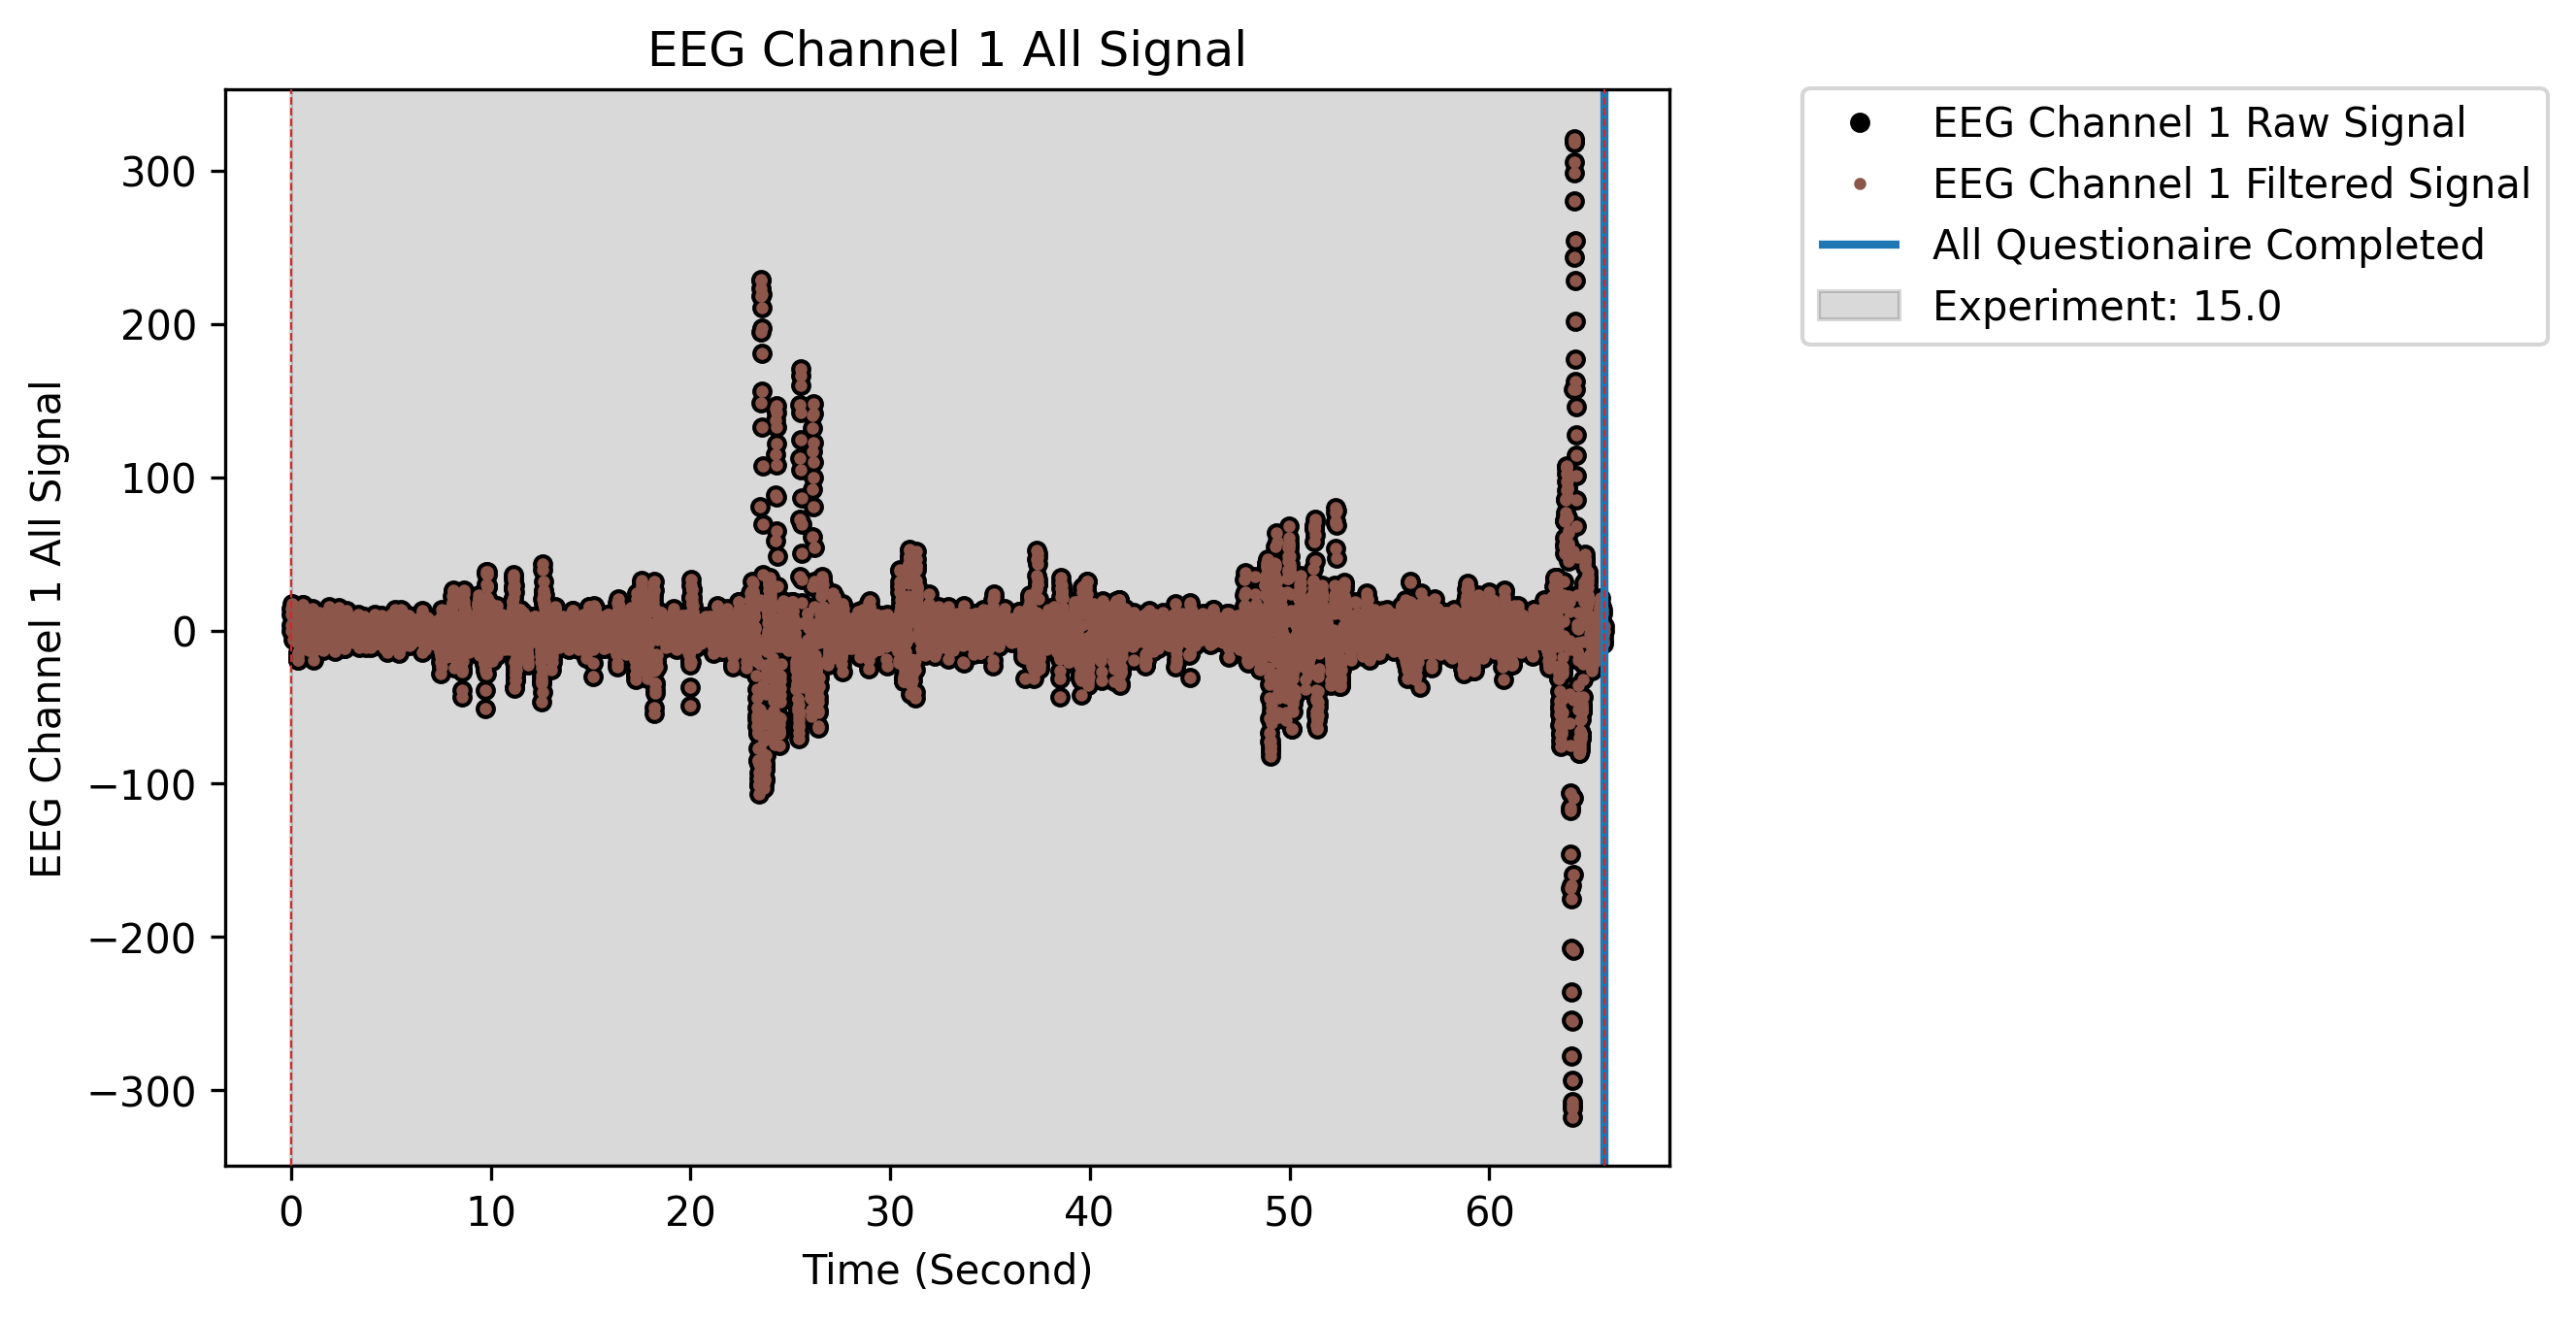 EEG Channel 1 All Signal
EEG Channel 1 Raw Signal
EEG Channel 1 Filtered Signal
All Questionaire Completed
Experiment: 15.0
EEG Channel 1 All Signal
300
200
100
0
−100
−200
−300
0 10 20 30 40 50 60
Time (Second)